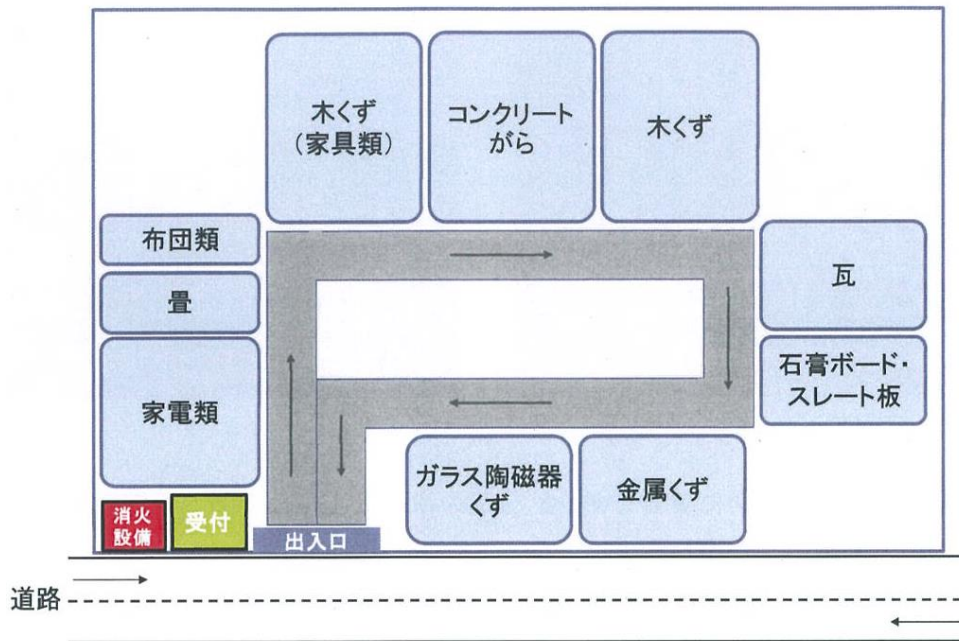 木くず
（家具類）
コンクリート
がら
木くず
布団類
畳
家電類
瓦
石膏ボード・
スレート板
ガラス陶磁器
くず
金属くず
消火
設備
受付
出入口
道路